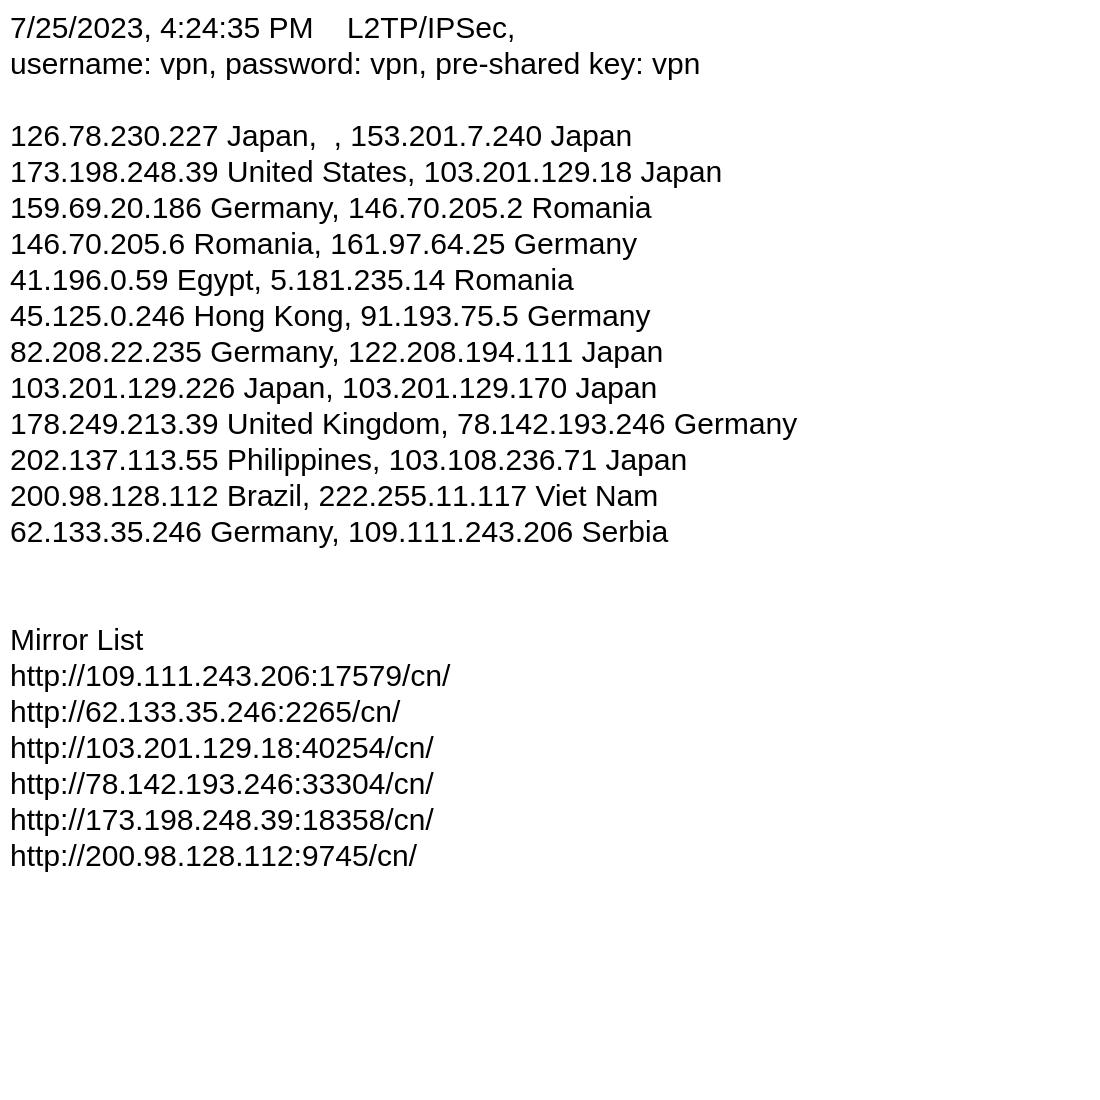 7/25/2023, 4:24:35 PM    L2TP/IPSec,
username: vpn, password: vpn, pre-shared key: vpn
126.78.230.227 Japan,  , 153.201.7.240 Japan
173.198.248.39 United States, 103.201.129.18 Japan
159.69.20.186 Germany, 146.70.205.2 Romania
146.70.205.6 Romania, 161.97.64.25 Germany
41.196.0.59 Egypt, 5.181.235.14 Romania
45.125.0.246 Hong Kong, 91.193.75.5 Germany
82.208.22.235 Germany, 122.208.194.111 Japan
103.201.129.226 Japan, 103.201.129.170 Japan
178.249.213.39 United Kingdom, 78.142.193.246 Germany
202.137.113.55 Philippines, 103.108.236.71 Japan
200.98.128.112 Brazil, 222.255.11.117 Viet Nam
62.133.35.246 Germany, 109.111.243.206 Serbia
Mirror List
http://109.111.243.206:17579/cn/
http://62.133.35.246:2265/cn/
http://103.201.129.18:40254/cn/
http://78.142.193.246:33304/cn/
http://173.198.248.39:18358/cn/
http://200.98.128.112:9745/cn/